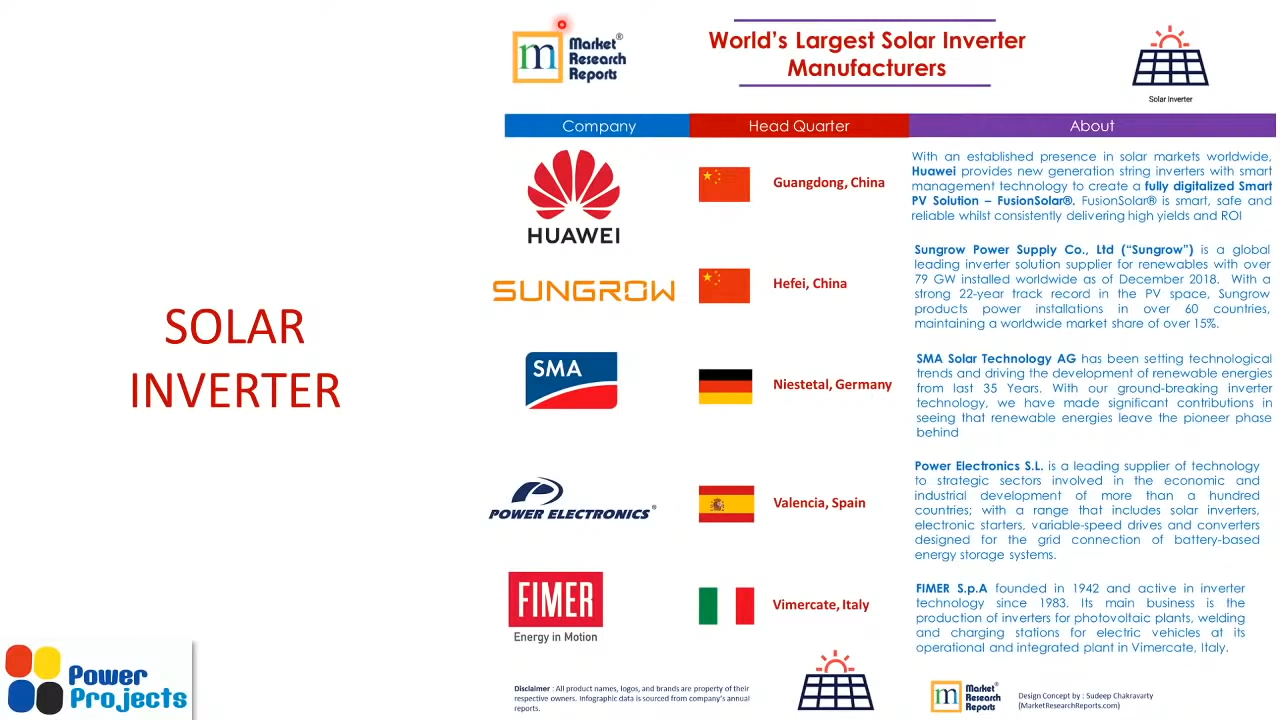 m Market Research Reports®
World's Largest Solar Inverter
Manufacturers
Solar Inverter
Company Head Quarter About
HUAWEI
Guangdong, China
With an established presence in solar markets worldwide,
Huawei provides new generation string inverters with smart
management technology to create a fully digitalized Smart
PV Solution – FusionSolar®. FusionSolar® is smart, safe and
reliable whilst consistently delivering high yields and ROI
SUNGROW
Hefei, China
Sungrow Power Supply Co., Ltd ("Sungrow") is a global
leading inverter solution supplier for renewables with over
79 GW installed worldwide as of December 2018. With a
strong 22-year track record in the PV space, Sungrow
products power installations in over 60 countries,
maintaining a worldwide market share of over 15%.
SOLAR
INVERTER
SMA
Niestetal, Germany
SMA Solar Technology AG has been setting technological
trends and driving the development of renewable energies
from last 35 Years. With our ground-breaking inverter
technology, we have made significant contributions in
seeing that renewable energies leave the pioneer phase
behind
POWER ELECTRONICS®
Valencia, Spain
Power Electronics S.L. is a leading supplier of technology
to strategic sectors involved in the economic and
industrial development of more than a hundred
countries; with a range that includes solar inverters,
electronic starters, variable-speed drives and converters
designed for the grid connection of battery-based
energy storage systems.
FIMER
Energy in Motion
Vimercate, Italy
FIMER S.p.A founded in 1942 and active in inverter
technology since 1983. Its main business is the
production of inverters for photovoltaic plants, welding
and charging stations for electric vehicles at its
operational and integrated plant in Vimercate, Italy.
Power
Projects
Disclaimer : All product names, logos, and brands are property of their
respective owners. Infographic data is sourced from company's annual
reports.
m Market Research Reports®
Design Concept by : Sudeep Chakravarty
(MarketResearchReports.com)